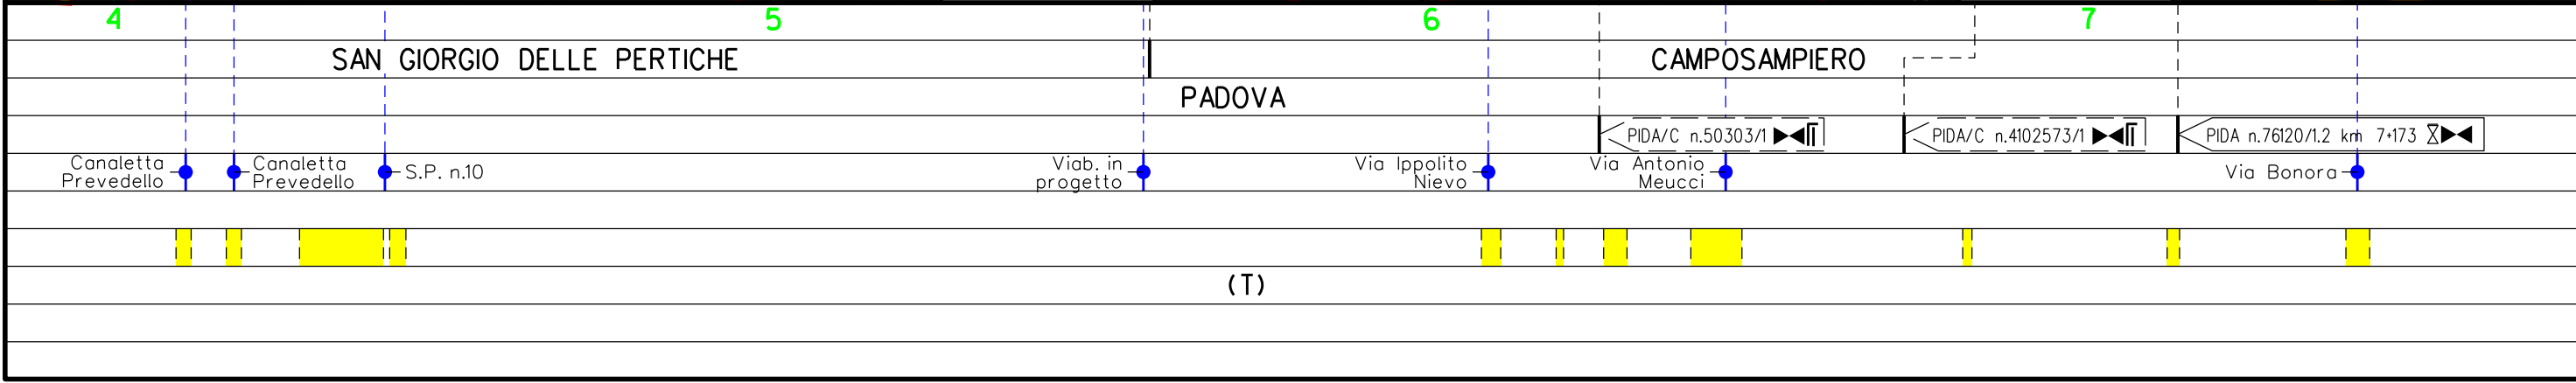 4 5 6 7
SAN GIORGIO DELLE PERTICHE CAMPOSAMPIERO
PADOVA
PIDA/C n.50303/1 PIDA/C n.4102573/1 PIDA n.76120/1.2 km 7+173
Canaletta
Prevedello
Canaletta
Prevedello
S.P. n.10
Viab. in
progetto
Via Ippolito
Nievo
Via Antonio
Meucci
Via Bonora
(T)